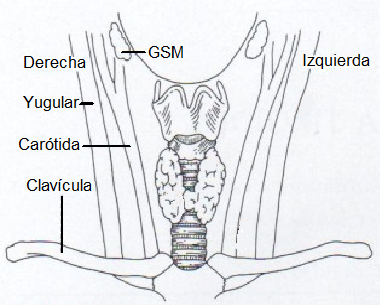 GSM
Derecha
Izquierda
Yugular
Carótida
Clavícula